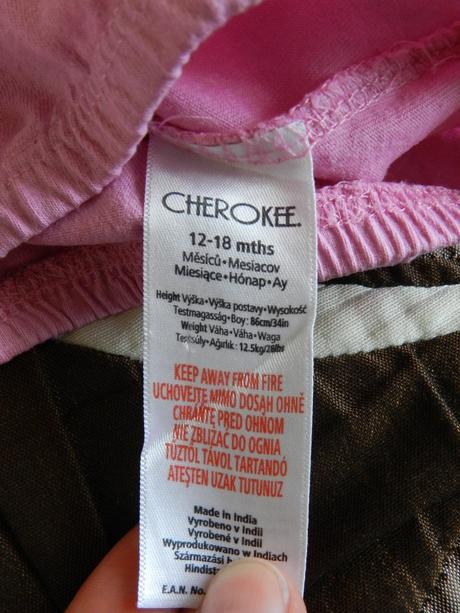 CHEROKEE.
12-18 mths
Měsíců • Mesiacov
Miesiące • Hónap • Ay
Height Výška • Výška postavy • Wysokość
Testmagasság • Boy: 86cm/34in
Weight Váha • Váha • Waga
Testsúly • Ağırlık : 12.5kg/28lbs
KEEP AWAY FROM FIRE
UCHOVEJTE MIMO DOSAH OHNĚ
CHRÁŇTE PRED OHŇOM
NIE ZBLIŻAĆ DO OGNIA
TŰZTŐL TÁVOL TARTANDÓ
ATEŞTEN UZAK TUTUNUZ
Made in India
Vyrobeno v Indii
Vyrobené v Indii
Wyprodukowano w Indiach
Származási
E.A.N. No.